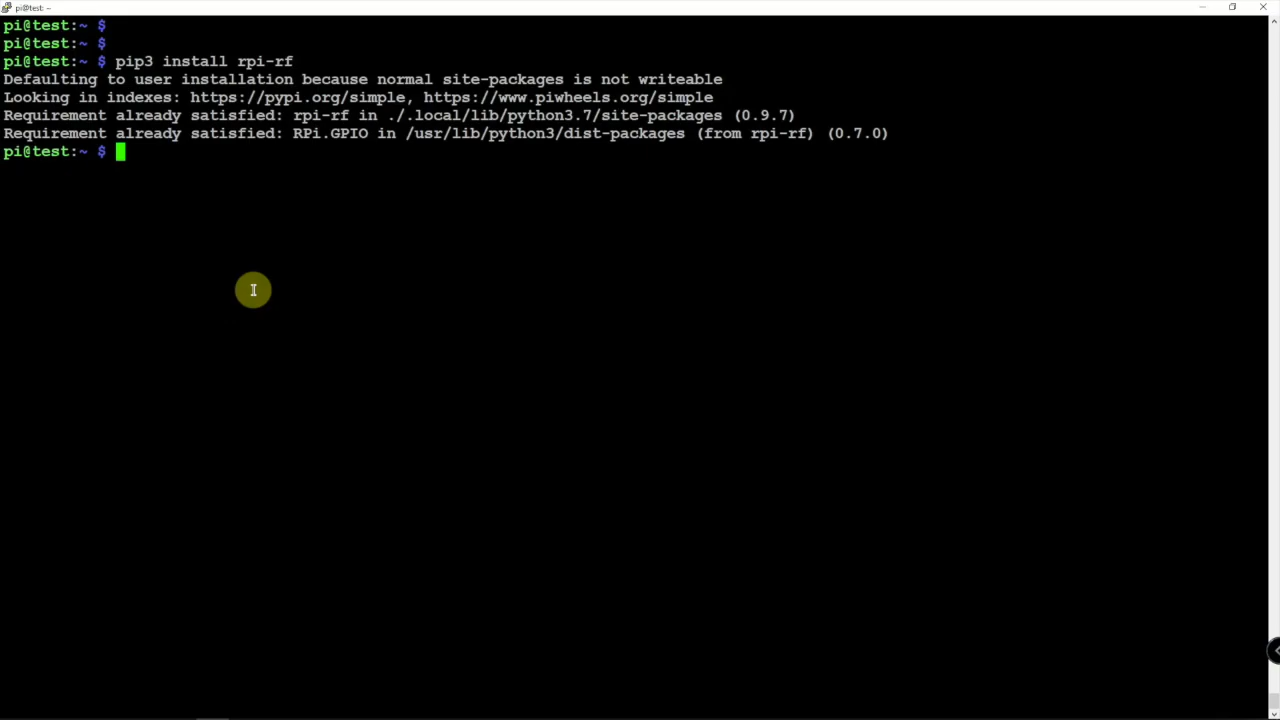 pi@test: ~
pi@test:~ $
pi@test:~ $
pi@test:~ $ pip3 install rpi-rf
Defaulting to user installation because normal site-packages is not writeable
Looking in indexes: https://pypi.org/simple, https://www.piwheels.org/simple
Requirement already satisfied: rpi-rf in ./.local/lib/python3.7/site-packages (0.9.7)
Requirement already satisfied: RPi.GPIO in /usr/lib/python3/dist-packages (from rpi-rf) (0.7.0)
pi@test:~ $